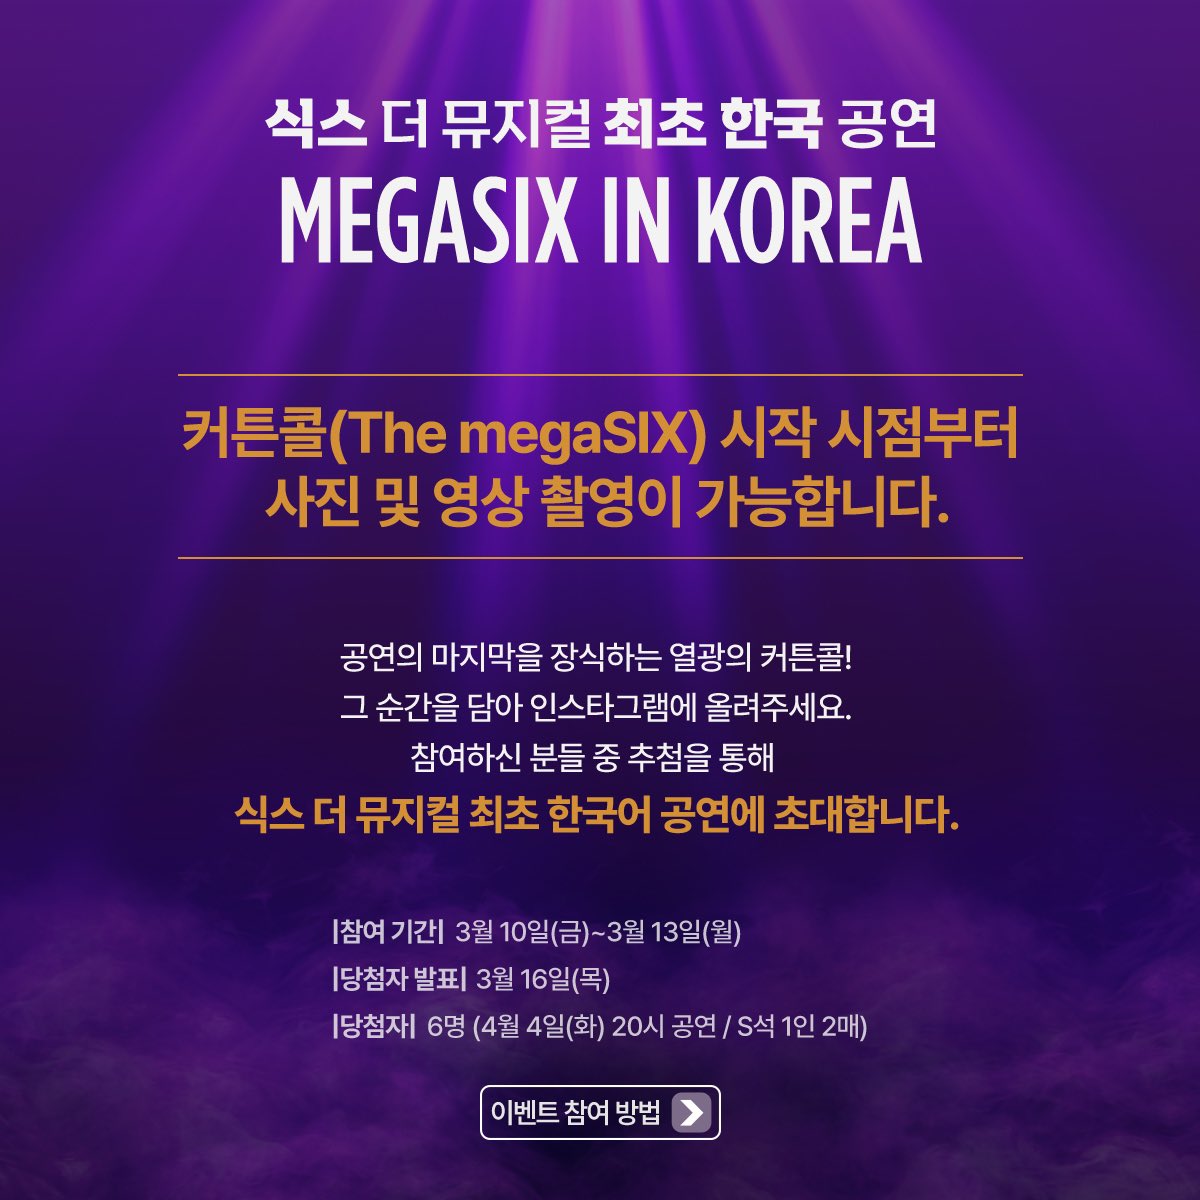 식스 더 뮤지컬 최초 한국 공연
MEGASIX IN KOREA
커튼콜(The megaSIX) 시작 시점부터
사진 및 영상 촬영이 가능합니다.
공연의 마지막을 장식하는 열광의 커튼콜!
그 순간을 담아 인스타그램에 올려주세요.
참여하신 분들 중 추첨을 통해
식스 더 뮤지컬 최초 한국어 공연에 초대합니다.
|참여 기간| 3월 10일(금)~3월 13일(월)
|당첨자 발표| 3월 16일(목)
|당첨자| 6명 (4월 4일(화) 20시 공연 / S석 1인 2매)
이벤트 참여 방법